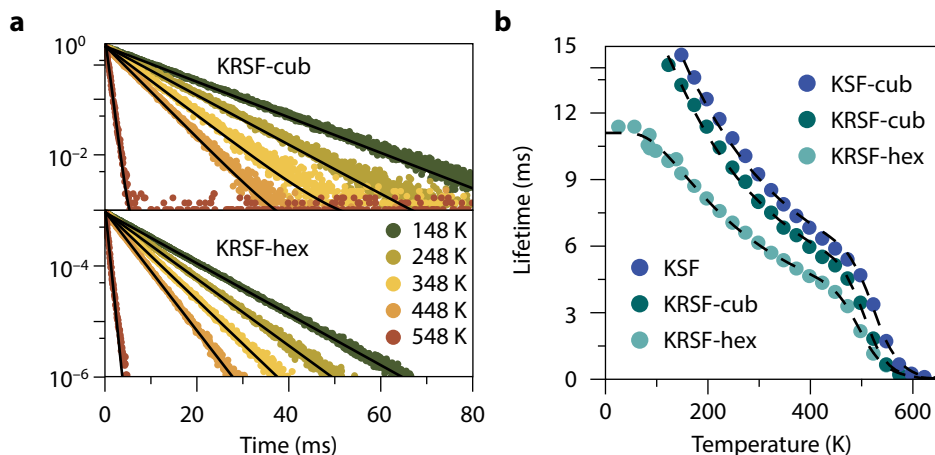 a
10⁰
10⁻²
10⁻⁴
10⁻⁶
KRSF-cub
KRSF-hex
148 K
248 K
348 K
448 K
548 K
0 20 40 60 80
Time (ms)
b
15
12
9
6
3
0
Lifetime (ms)
KSF-cub
KRSF-cub
KRSF-hex
KSF
KRSF-cub
KRSF-hex
0 200 400 600
Temperature (K)